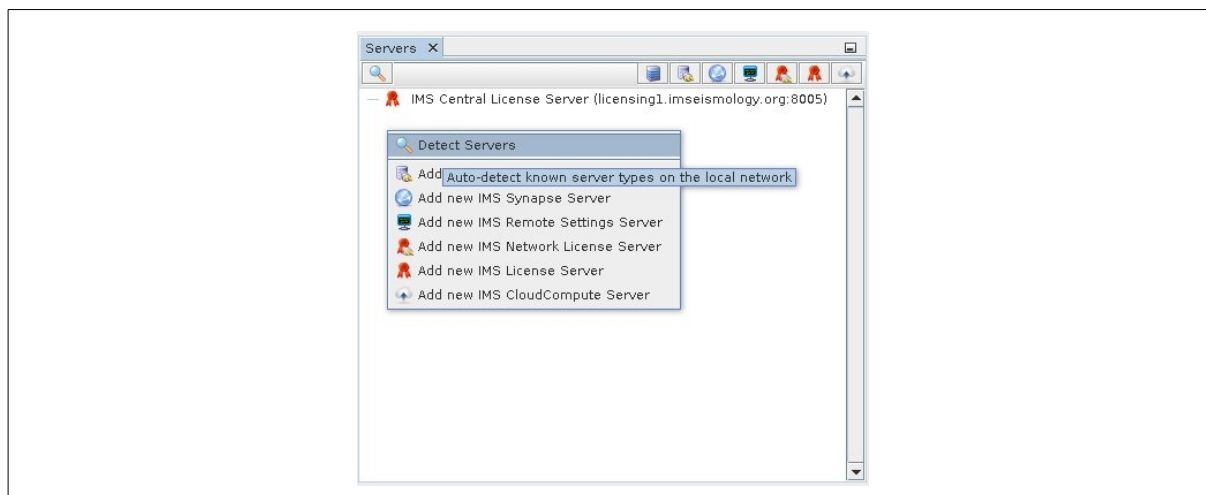 Servers
IMS Central License Server (licensing1.imseismology.org:8005)
Detect Servers
Add
Auto-detect known server types on the local network
Add new IMS Synapse Server
Add new IMS Remote Settings Server
Add new IMS Network License Server
Add new IMS License Server
Add new IMS CloudCompute Server